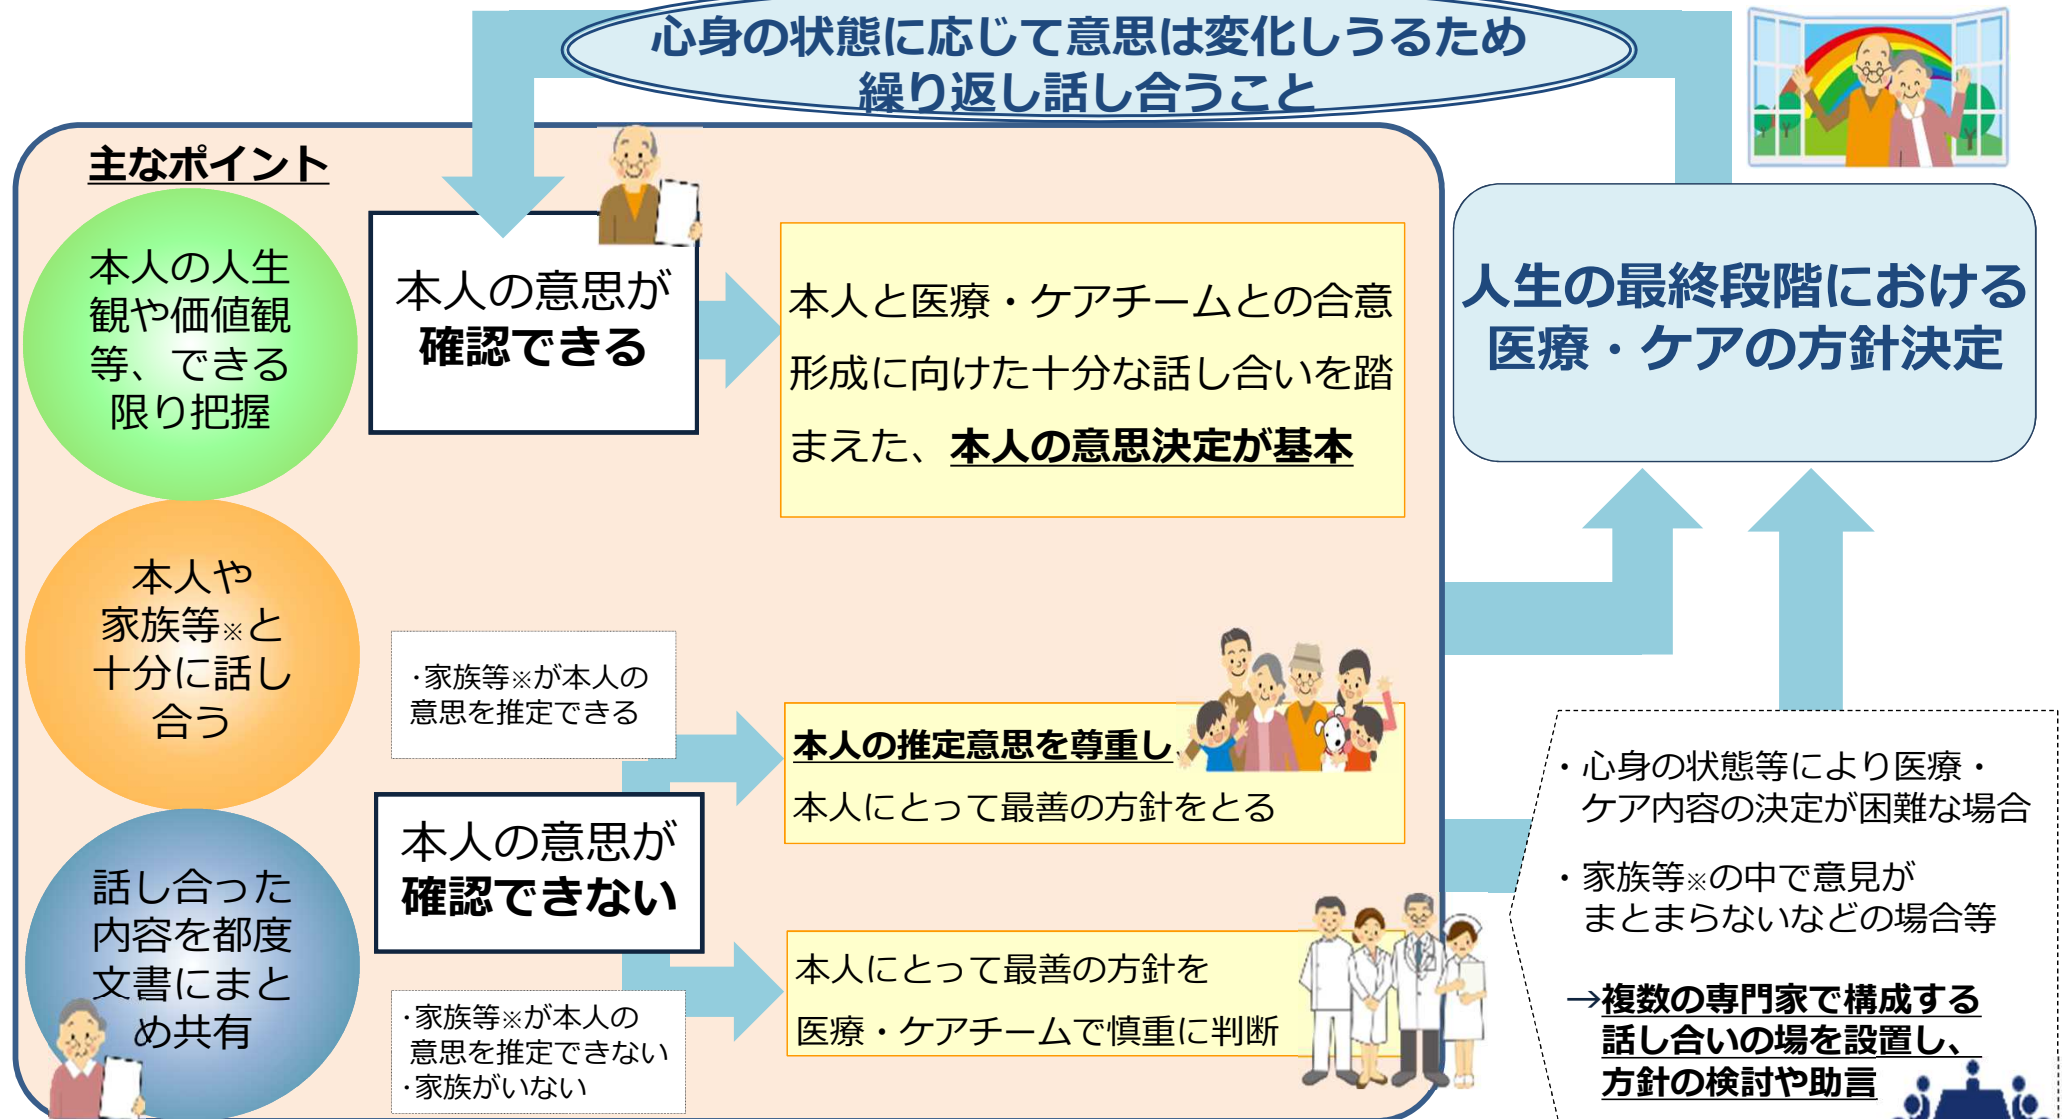 心身の状態に応じて意思は変化しうるため
繰り返し話し合うこと
主なポイント
本人の人生
観や価値観
等、できる
限り把握
本人や
家族等※と
十分に話し
合う
話し合った
内容を都度
文書にまと
め共有
本人の意思が
確認できる
本人と医療・ケアチームとの合意
形成に向けた十分な話し合いを踏
まえた、本人の意思決定が基本
人生の最終段階における
医療・ケアの方針決定
・家族等※が本人の
意思を推定できる
本人の推定意思を尊重し、
本人にとって最善の方針をとる
本人の意思が
確認できない
・家族等※が本人の
意思を推定できない
・家族がいない
本人にとって最善の方針を
医療・ケアチームで慎重に判断
・心身の状態等により医療・
ケア内容の決定が困難な場合
・家族等※の中で意見が
まとまらないなどの場合等
→複数の専門家で構成する
話し合いの場を設置し、
方針の検討や助言